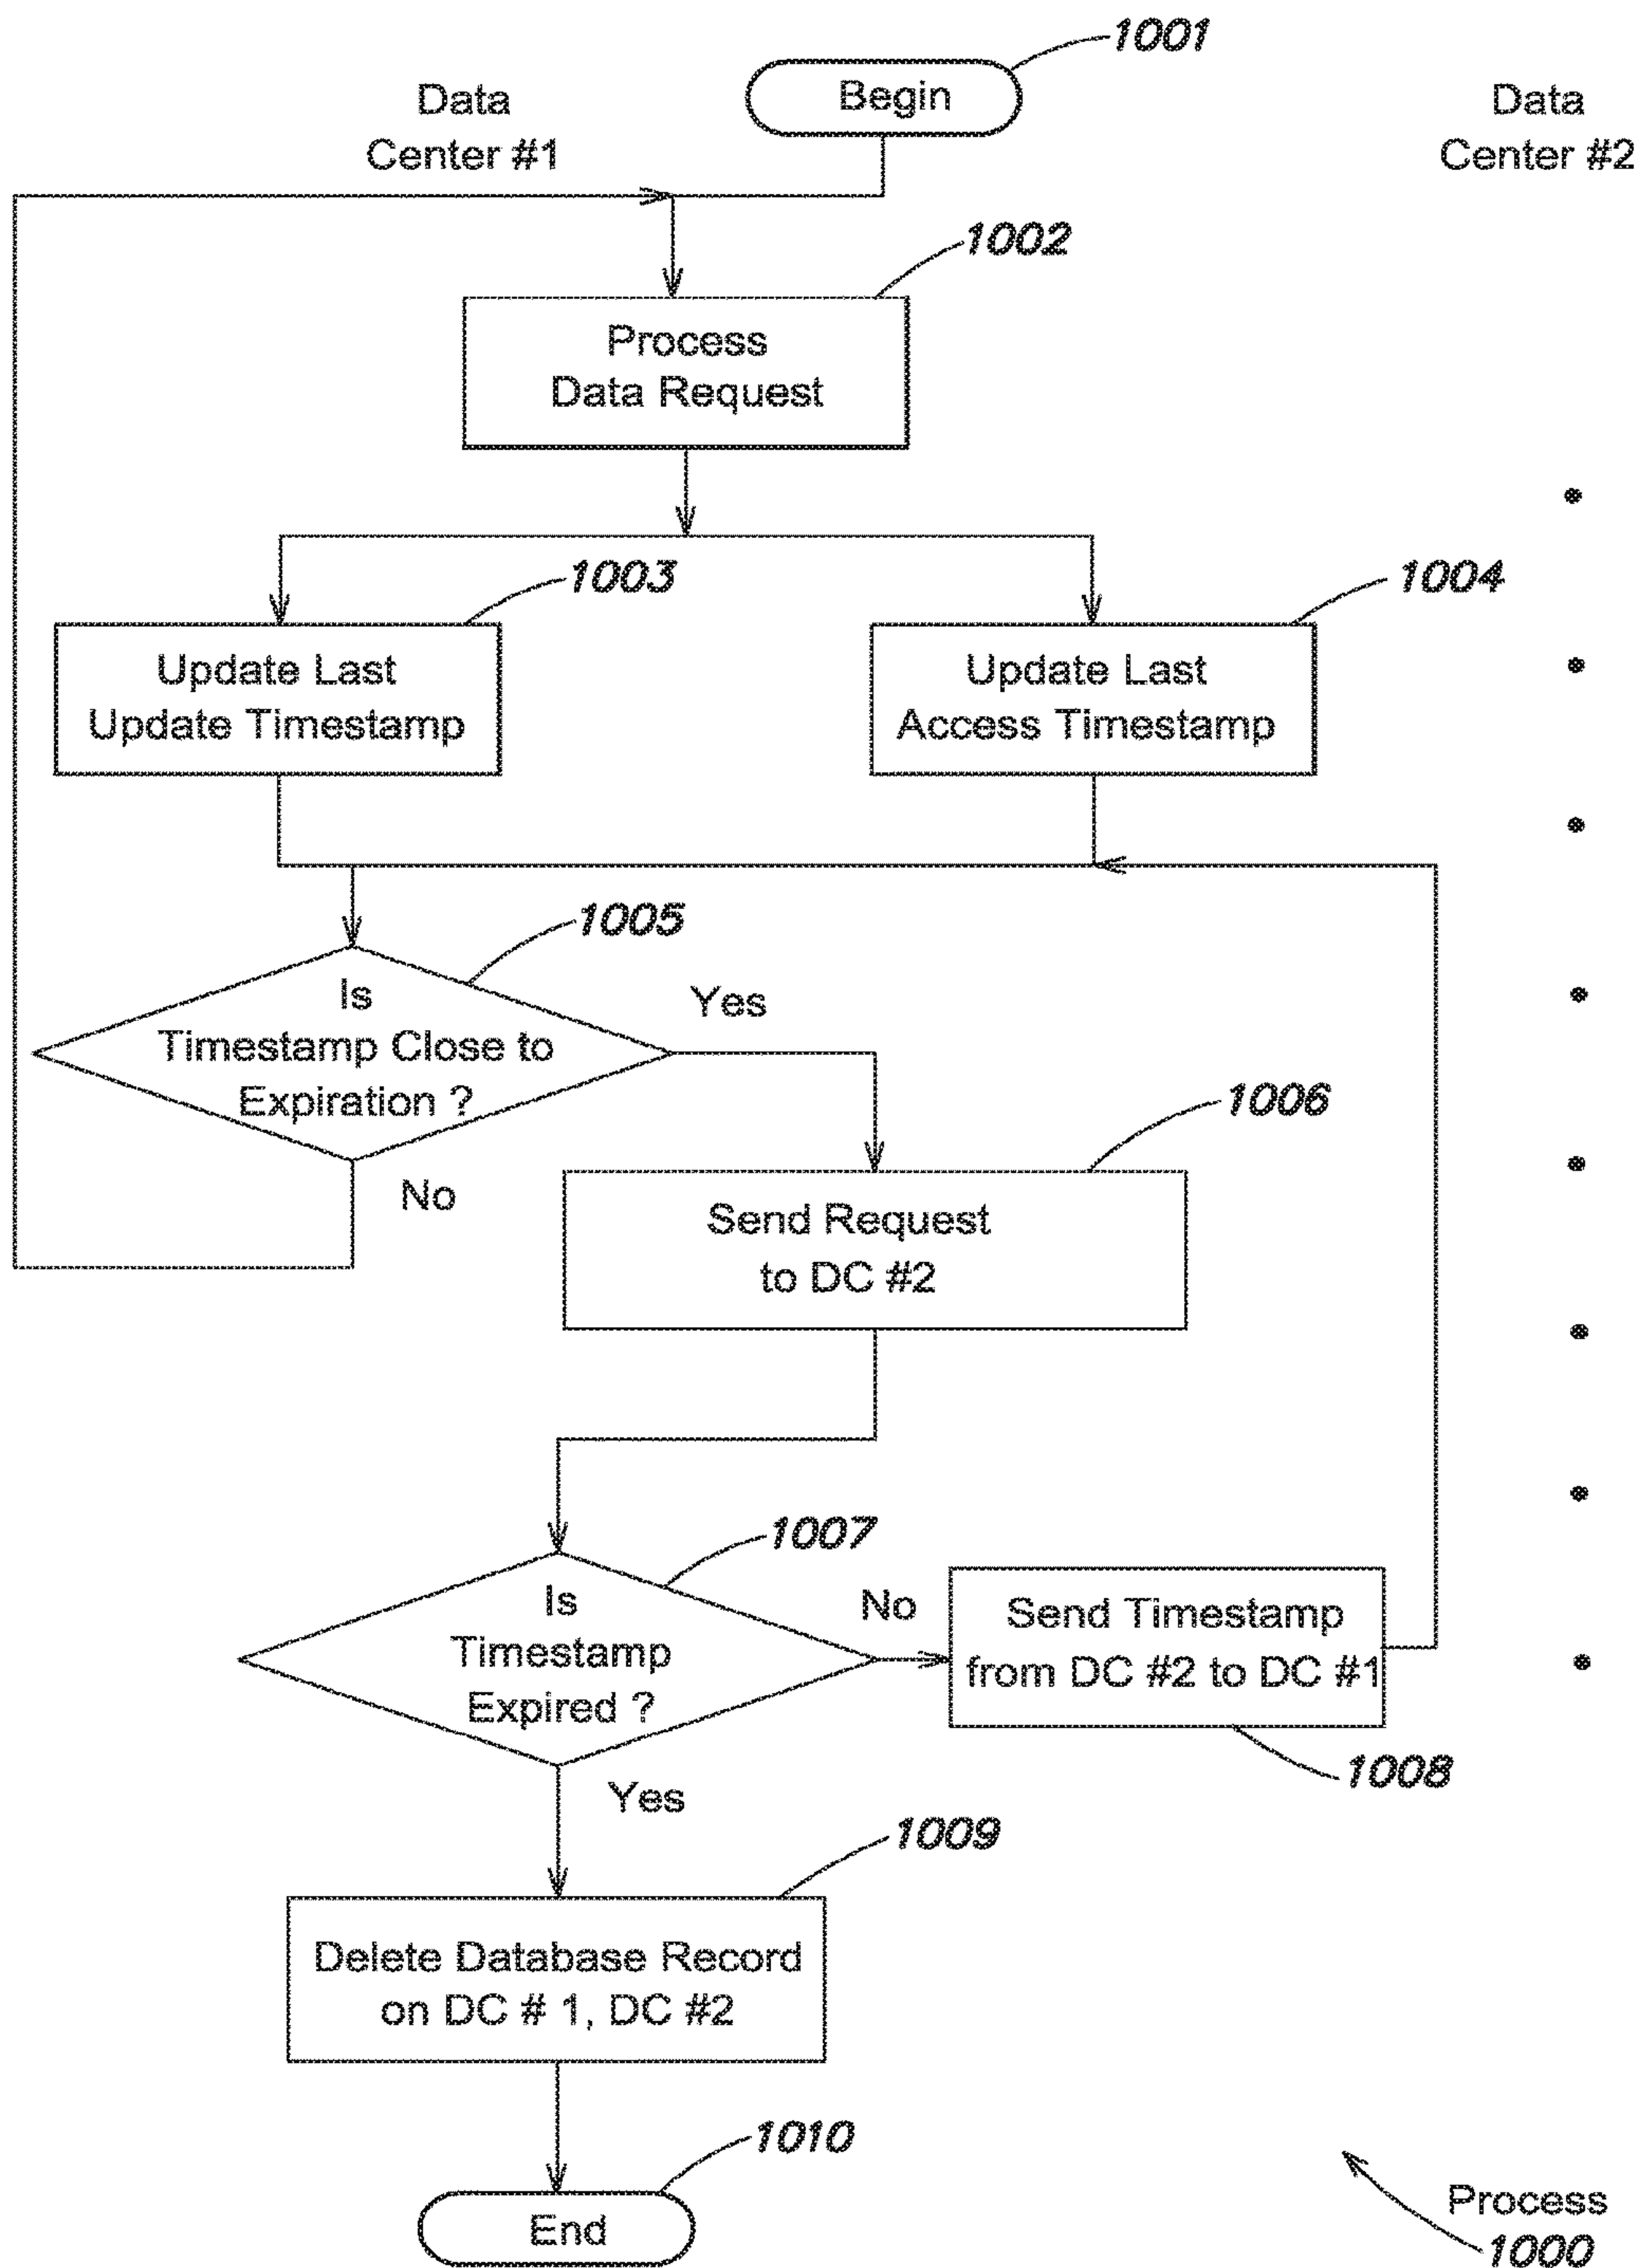 1001
Begin
Data
Center #1
Data
Center #2
1002
Process
Data Request
1003
Update Last
Update Timestamp
1004
Update Last
Access Timestamp
1005
Is
Timestamp Close to
Expiration ?
Yes
No
1006
Send Request
to DC #2
1007
Is
Timestamp
Expired ?
No
Send Timestamp
from DC #2 to DC #1
1008
Yes
1009
Delete Database Record
on DC # 1, DC #2
1010
End
Process
1000